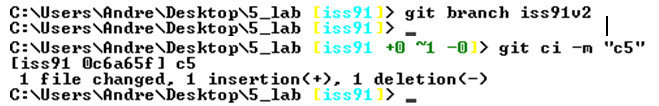 C:\Users\Andre\Desktop\5_lab [iss91]> git branch iss91v2
C:\Users\Andre\Desktop\5_lab [iss91]> _
C:\Users\Andre\Desktop\5_lab [iss91 +0 ~1 -0]> git ci -m "c5"
[iss91 0c6a65f] c5
 1 file changed, 1 insertion(+), 1 deletion(-)
C:\Users\Andre\Desktop\5_lab [iss91]> _